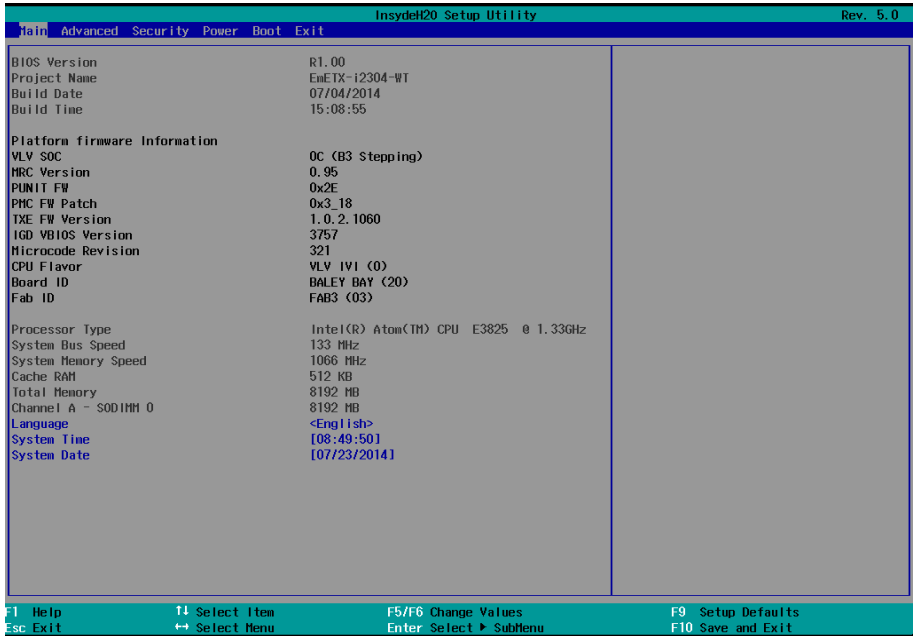 InsydeH2O Setup Utility Rev. 5.0
Main Advanced Security Power Boot Exit
BIOS Version R1.00
Project Name EmETX-i2304-WT
Build Date 07/04/2014
Build Time 15:08:55
Platform firmware Information
VLV SOC 0C (B3 Stepping)
MRC Version 0.95
PUNIT FW 0x2E
PMC FW Patch 0x3_18
TXE FW Version 1.0.2.1060
IGD VBIOS Version 3757
Microcode Revision 321
CPU Flavor VLV IVI (0)
Board ID BALEY BAY (20)
Fab ID FAB3 (03)
Processor Type Intel(R) Atom(TM) CPU E3825 @ 1.33GHz
System Bus Speed 133 MHz
System Memory Speed 1066 MHz
Cache RAM 512 KB
Total Memory 8192 MB
Channel A - SODIMM 0 8192 MB
Language <English>
System Time [08:49:50]
System Date [07/23/2014]
F1 Help ↑↓ Select Item F5/F6 Change Values F9 Setup Defaults
Esc Exit ↔ Select Menu Enter Select ► SubMenu F10 Save and Exit